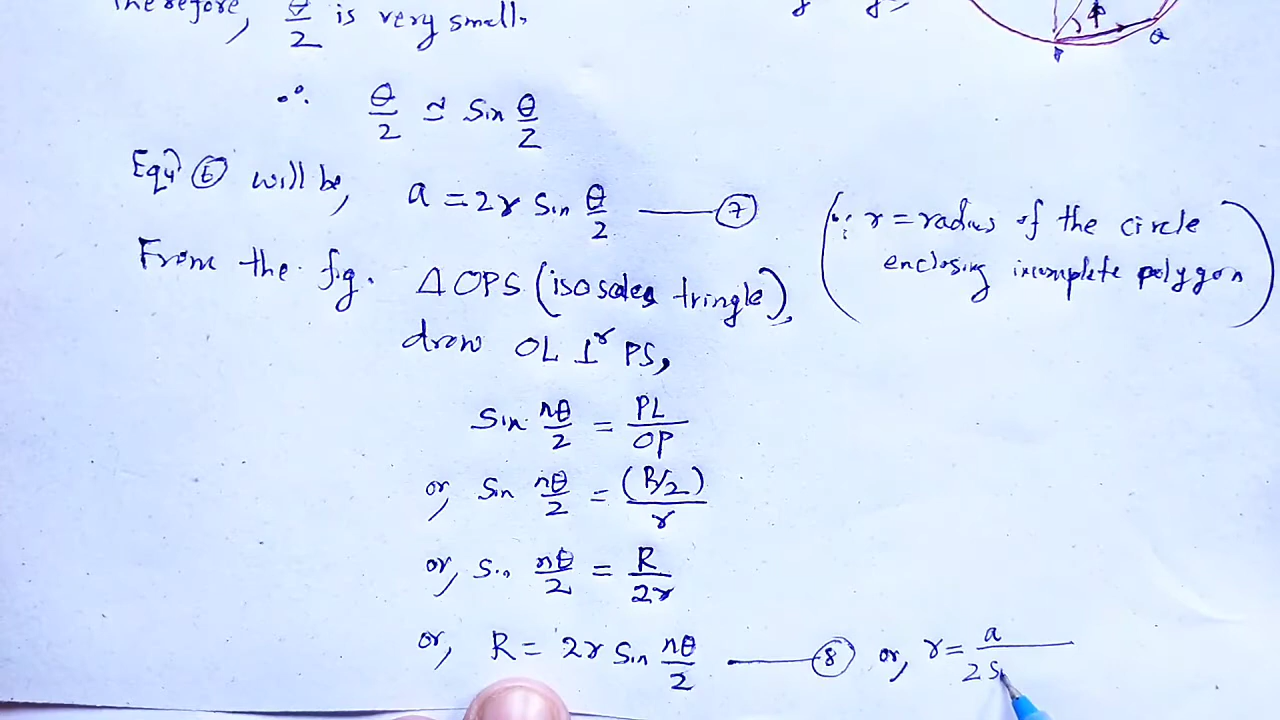 Therefore, θ/2 is very small.
∴ θ/2 ≃ Sin θ/2
Eqn ⑥ will be, a = 2r Sin θ/2 —— ⑦
(∵ r = radius of the circle
enclosing incomplete polygon)
From the fig. Δ OPS (isosceles tringle),
draw OL ⊥r PS,
Sin nθ/2 = PL/OP
or, Sin nθ/2 = (R/2)/r
or, Sin nθ/2 = R/2r
or, R = 2r Sin nθ/2 —— ⑧ or, r = a/2 S
P
Q